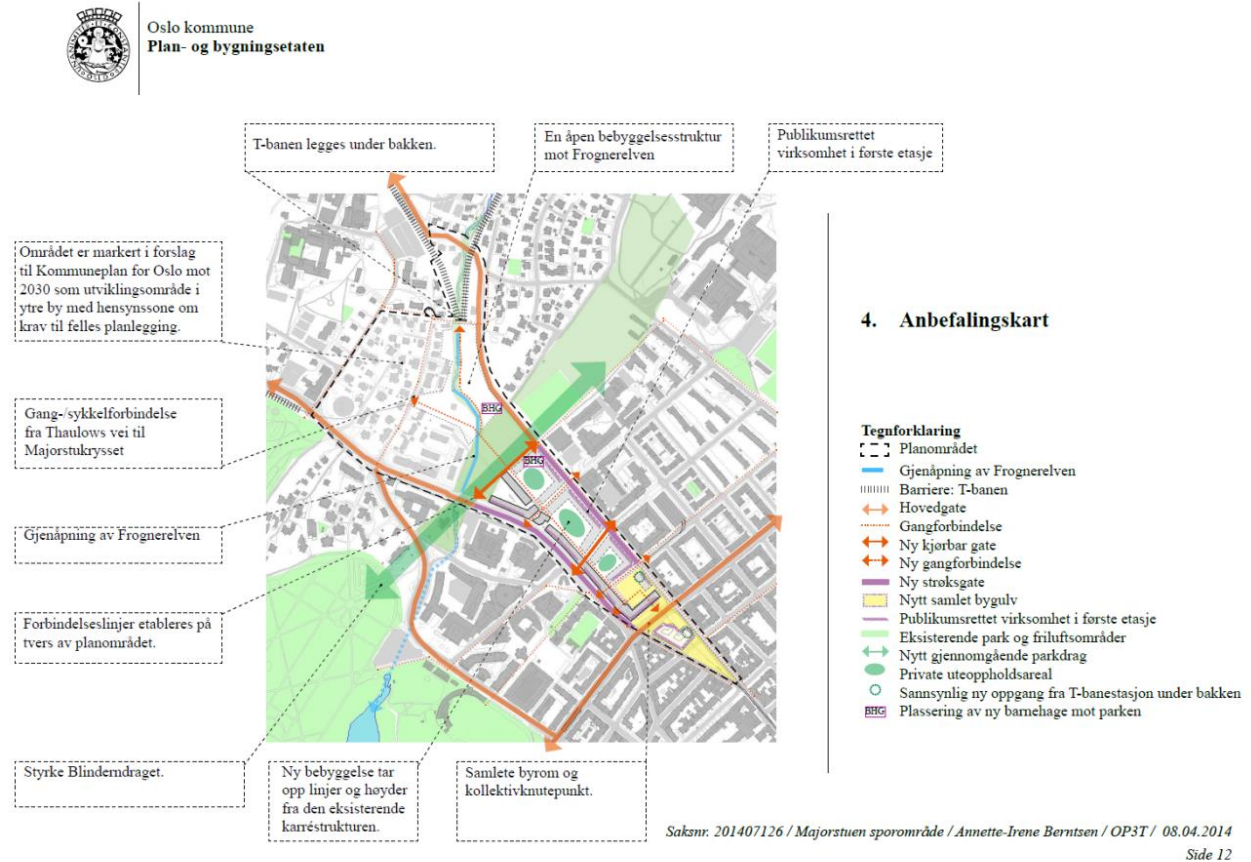 Oslo kommune
Plan- og bygningsetaten
T-banen legges under bakken.
En åpen bebyggelsesstruktur
mot Frognerelven
Publikumsrettet
virksomhet i første etasje
Området er markert i forslag
til Kommuneplan for Oslo mot
2030 som utviklingsområde i
ytre by med hensynssone om
krav til felles planlegging.
Gang-/sykkelforbindelse
fra Thaulows vei til
Majorstukrysset
Gjenåpning av Frognerelven
Forbindelseslinjer etableres på
tvers av planområdet.
Styrke Blinderndraget.
Ny bebyggelse tar
opp linjer og høyder
fra den eksisterende
karréstrukturen.
Samlete byrom og
kollektivknutepunkt.
?
BHG
BHG
4. Anbefalingskart
Tegnforklaring
Planområdet
Gjenåpning av Frognerelven
Barriere: T-banen
Hovedgate
Gangforbindelse
Ny kjørbar gate
Ny gangforbindelse
Ny strøksgate
Nytt samlet bygulv
Publikumsrettet virksomhet i første etasje
Eksisterende park og friluftsområder
Nytt gjennomgående parkdrag
Private uteoppholdsareal
Sannsynlig ny oppgang fra T-banestasjon under bakken
BHG Plassering av ny barnehage mot parken
Saksnr. 201407126 / Majorstuen sporområde / Annette-Irene Berntsen / OP3T / 08.04.2014
Side 12